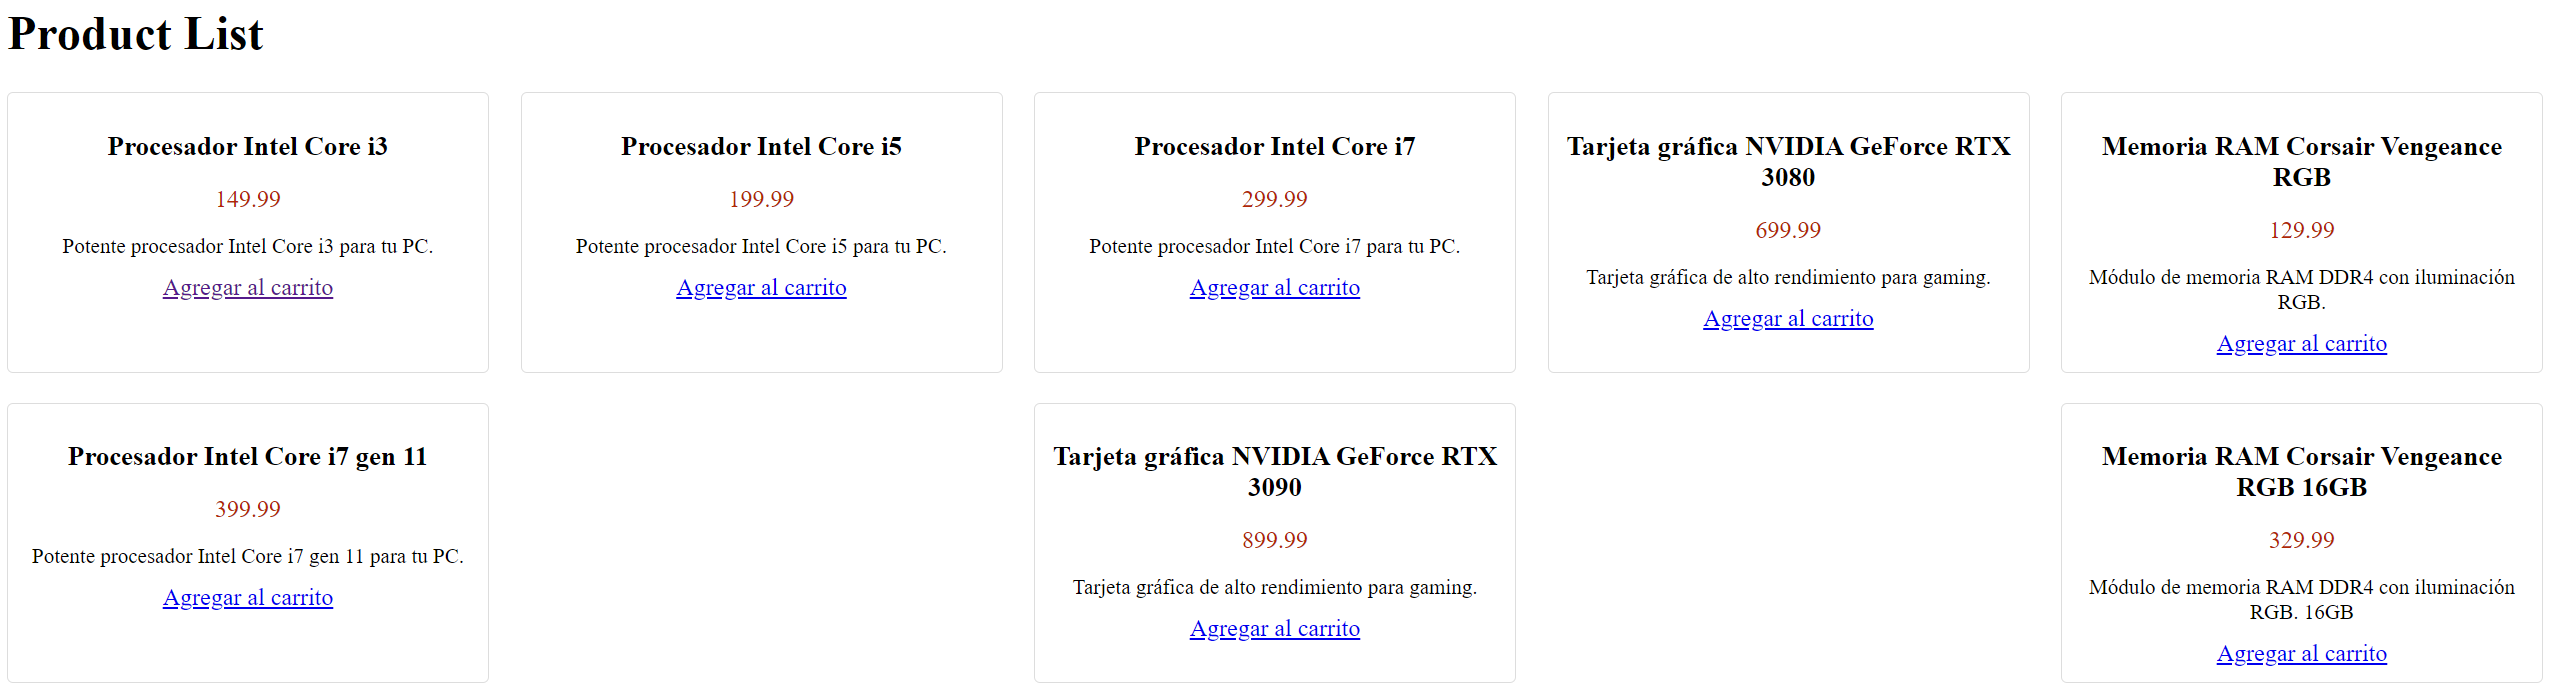 Product List
Procesador Intel Core i3
149.99
Potente procesador Intel Core i3 para tu PC.
Agregar al carrito
Procesador Intel Core i5
199.99
Potente procesador Intel Core i5 para tu PC.
Agregar al carrito
Procesador Intel Core i7
299.99
Potente procesador Intel Core i7 para tu PC.
Agregar al carrito
Tarjeta gráfica NVIDIA GeForce RTX
3080
699.99
Tarjeta gráfica de alto rendimiento para gaming.
Agregar al carrito
Memoria RAM Corsair Vengeance
RGB
129.99
Módulo de memoria RAM DDR4 con iluminación
RGB.
Agregar al carrito
Procesador Intel Core i7 gen 11
399.99
Potente procesador Intel Core i7 gen 11 para tu PC.
Agregar al carrito
Tarjeta gráfica NVIDIA GeForce RTX
3090
899.99
Tarjeta gráfica de alto rendimiento para gaming.
Agregar al carrito
Memoria RAM Corsair Vengeance
RGB 16GB
329.99
Módulo de memoria RAM DDR4 con iluminación
RGB. 16GB
Agregar al carrito